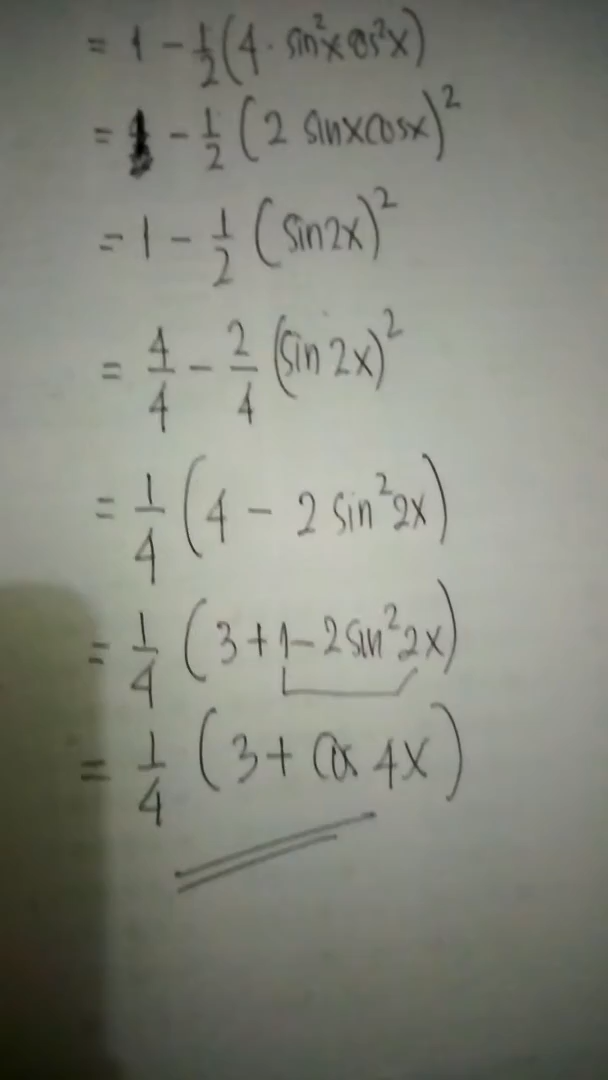 = 1 - 1/2 (4 · sin²x cos²x)
= 1 - 1/2 (2 sinxcosx)²
= 1 - 1/2 (sin2x)²
= 4/4 - 2/4 (sin 2x)²
= 1/4 (4 - 2 sin²2x)
= 1/4 (3 + 1 - 2 sin²2x)
= 1/4 (3 + cos 4x)